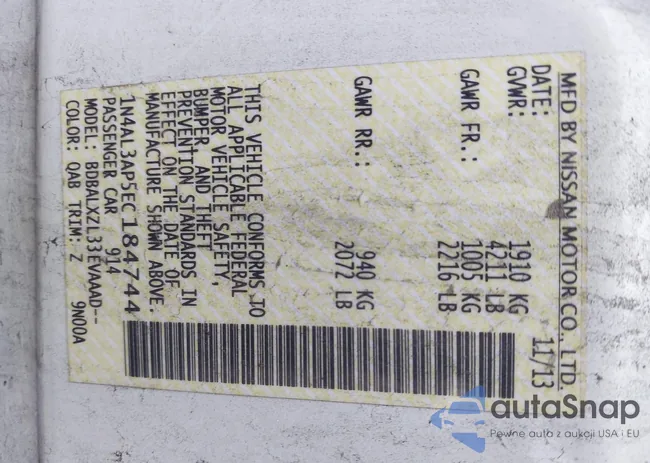 MFD BY NISSAN MOTOR CO., LTD.
DATE: 11/13
GVWR: 1910 KG
4211 LB
GAWR FR.: 1005 KG
2216 LB
GAWR RR.: 940 KG
2072 LB
THIS VEHICLE CONFORMS TO
ALL APPLICABLE FEDERAL
MOTOR VEHICLE SAFETY,
BUMPER, AND THEFT
PREVENTION STANDARDS IN
EFFECT ON THE DATE OF
MANUFACTURE SHOWN ABOVE.
1N4AL3AP5EC184744
PASSENGER CAR 914
MODEL: BDBALXZL33EVAAAD--
COLOR: QAB TRIM: Z 9N00A
autaSnap
Pewne auta z aukcji USA i EU